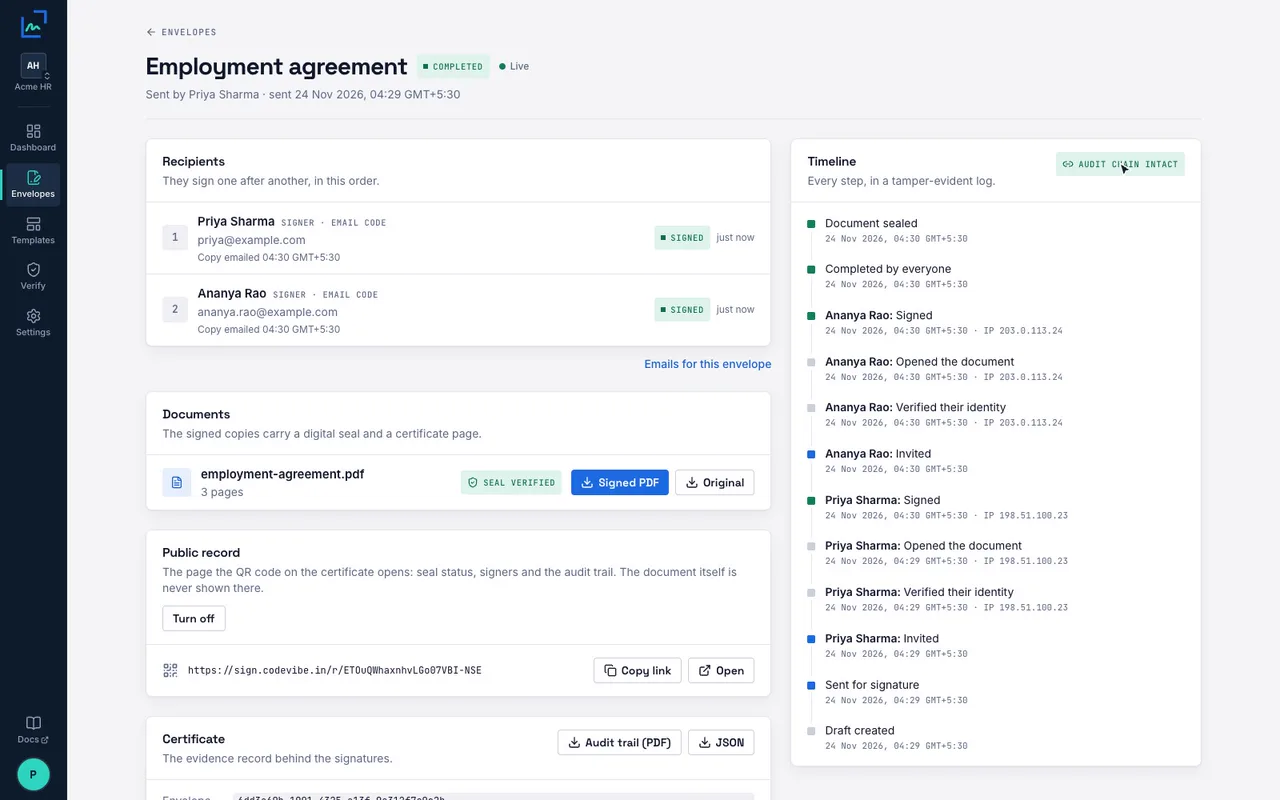 AH
Acme HR
Dashboard
Envelopes
Templates
Verify
Settings
Docs
P
← ENVELOPES
Employment agreement
COMPLETED
Live
Sent by Priya Sharma · sent 24 Nov 2026, 04:29 GMT+5:30
Recipients
They sign one after another, in this order.
1
Priya Sharma SIGNER · EMAIL CODE
priya@example.com
Copy emailed 04:30 GMT+5:30
SIGNED just now
2
Ananya Rao SIGNER · EMAIL CODE
ananya.rao@example.com
Copy emailed 04:30 GMT+5:30
SIGNED just now
Emails for this envelope
Documents
The signed copies carry a digital seal and a certificate page.
employment-agreement.pdf
3 pages
SEAL VERIFIED
Signed PDF
Original
Public record
The page the QR code on the certificate opens: seal status, signers and the audit trail. The document itself is
never shown there.
Turn off
https://sign.codevibe.in/r/ETOuQWhaxnhvLGo07VBI-NSE
Copy link
Open
Certificate
The evidence record behind the signatures.
Audit trail (PDF)
JSON
Envelope
Timeline
Every step, in a tamper-evident log.
AUDIT CHAIN INTACT
Document sealed
24 Nov 2026, 04:30 GMT+5:30
Completed by everyone
24 Nov 2026, 04:30 GMT+5:30
Ananya Rao: Signed
24 Nov 2026, 04:30 GMT+5:30 · IP 203.0.113.24
Ananya Rao: Opened the document
24 Nov 2026, 04:30 GMT+5:30 · IP 203.0.113.24
Ananya Rao: Verified their identity
24 Nov 2026, 04:30 GMT+5:30 · IP 203.0.113.24
Ananya Rao: Invited
24 Nov 2026, 04:30 GMT+5:30
Priya Sharma: Signed
24 Nov 2026, 04:30 GMT+5:30 · IP 198.51.100.23
Priya Sharma: Opened the document
24 Nov 2026, 04:29 GMT+5:30 · IP 198.51.100.23
Priya Sharma: Verified their identity
24 Nov 2026, 04:29 GMT+5:30 · IP 198.51.100.23
Priya Sharma: Invited
24 Nov 2026, 04:29 GMT+5:30
Sent for signature
24 Nov 2026, 04:29 GMT+5:30
Draft created
24 Nov 2026, 04:29 GMT+5:30